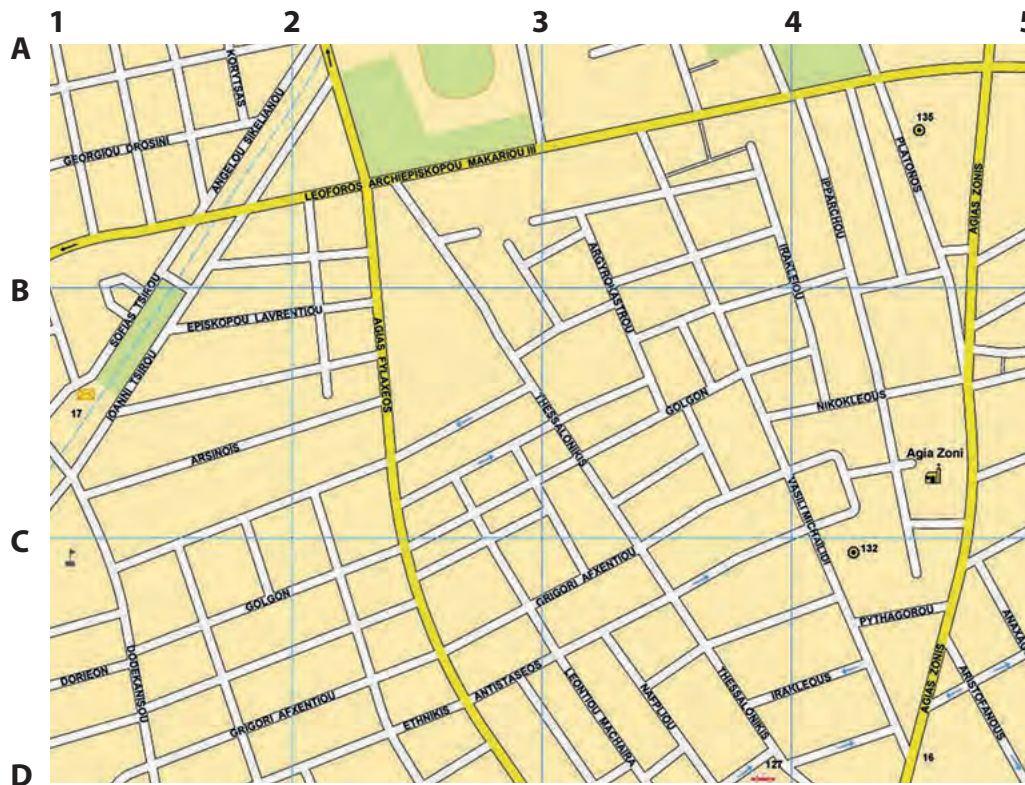 1 2 3 4 5
A
KORYTSAS
ANGELOU SIKELIANOU
GEORGIOU DROSINI
135
PLATONOS
AGIAS ZONIS
LEOFOROS ARCHIEPISKOPOU MAKARIOU III
IPPARCHOU
ARGYROKASTROU
IRAKLEIOU
B
SOFIAS TSIROU
EPISKOPOU LAVRENTIOU
IOANNI TSIROU
AGIAS FYLAXEOS
17
THESSALONIKIS
GOLGON
NIKOKLEOUS
ARSINOIS
Agia Zoni
VASILI MICHAILIDI
C
132
GRIGORI AFXENTIOU
GOLGON
PYTHAGOROU
DORIEON
DODEKANISOU
ETHNIKIS ANTISTASEOS
LEONTIOU MACHAIRA
NAFPLIOU
THESSALONIKIS
IRAKLEOUS
AGIAS ZONIS
ARISTOFANOUS
GRIGORI AFXENTIOU
16
127
D